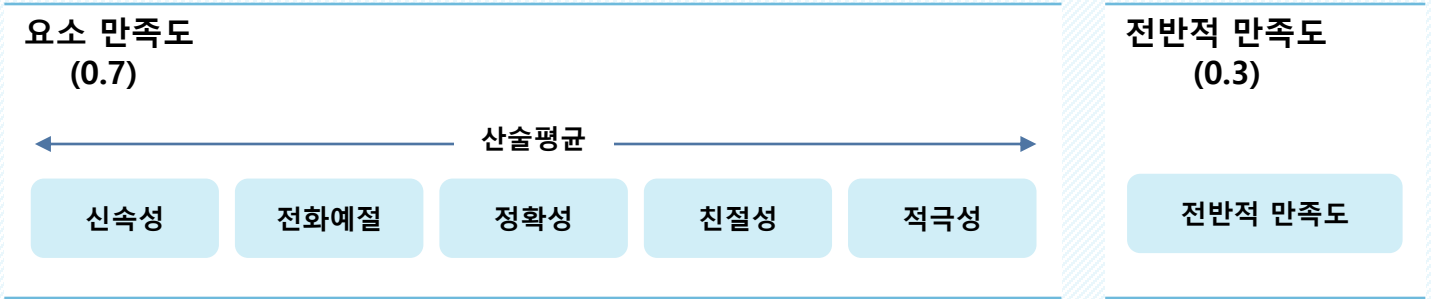 요소 만족도
(0.7)
산술평균
신속성
전화예절
정확성
친절성
적극성
전반적 만족도
(0.3)
전반적 만족도